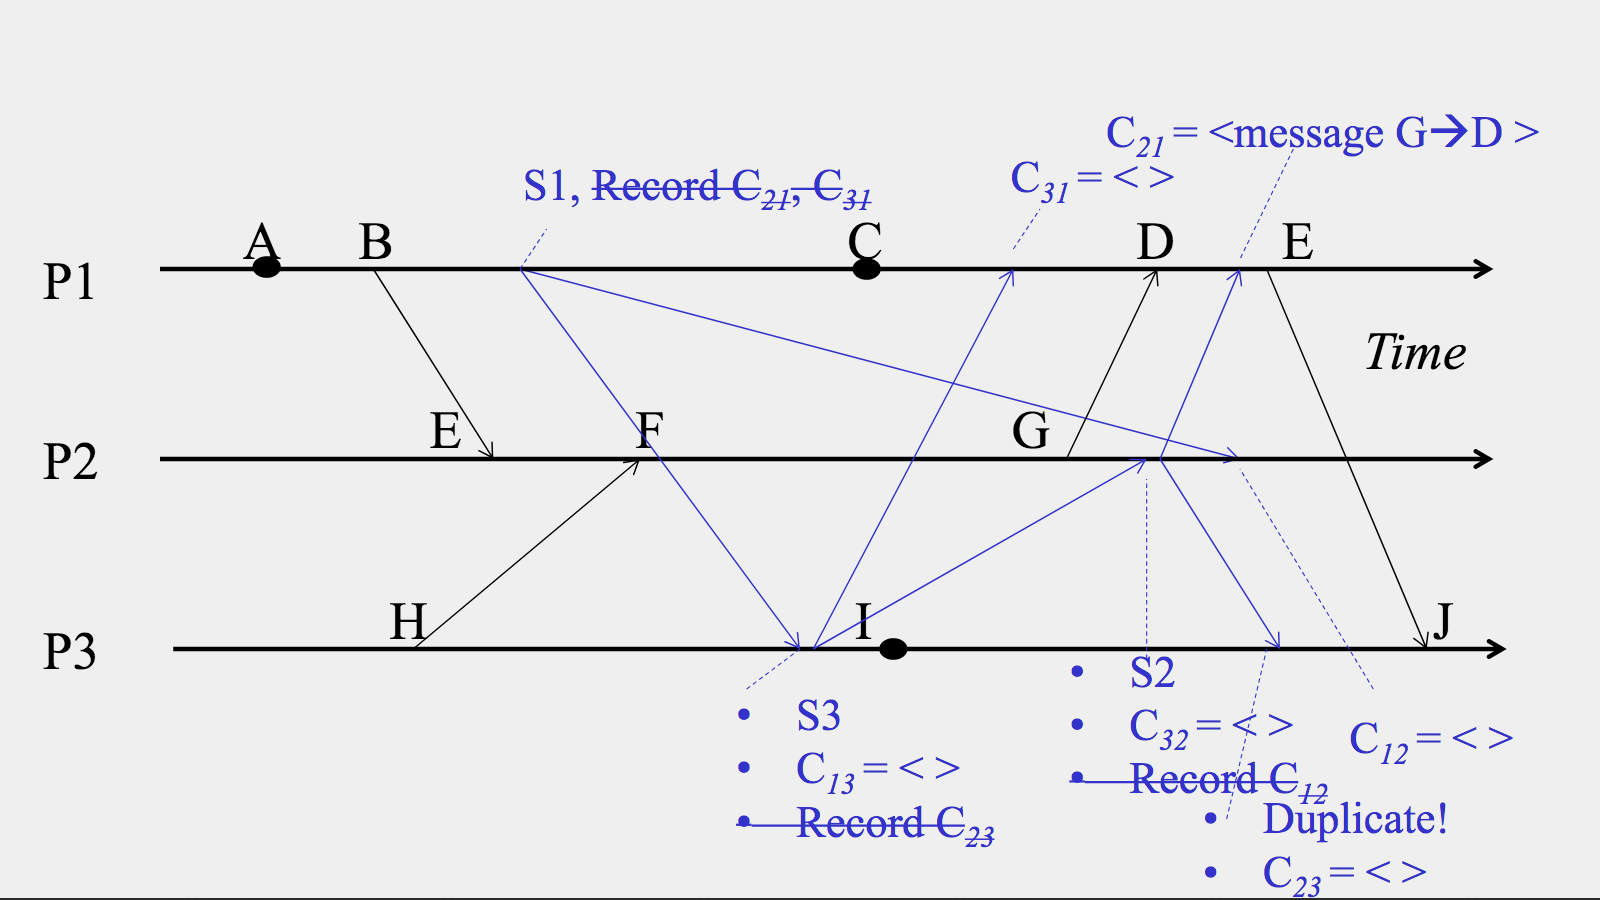 C21 = <message G→D >
C31 = < >
S1, Record C21, C31
A B C D E
P1
Time
E F G
P2
H I J
P3
• S2
• S3
• C32 = < >
C12 = < >
• C13 = < >
• Record C12
• Record C23
• Duplicate!
• C23 = < >